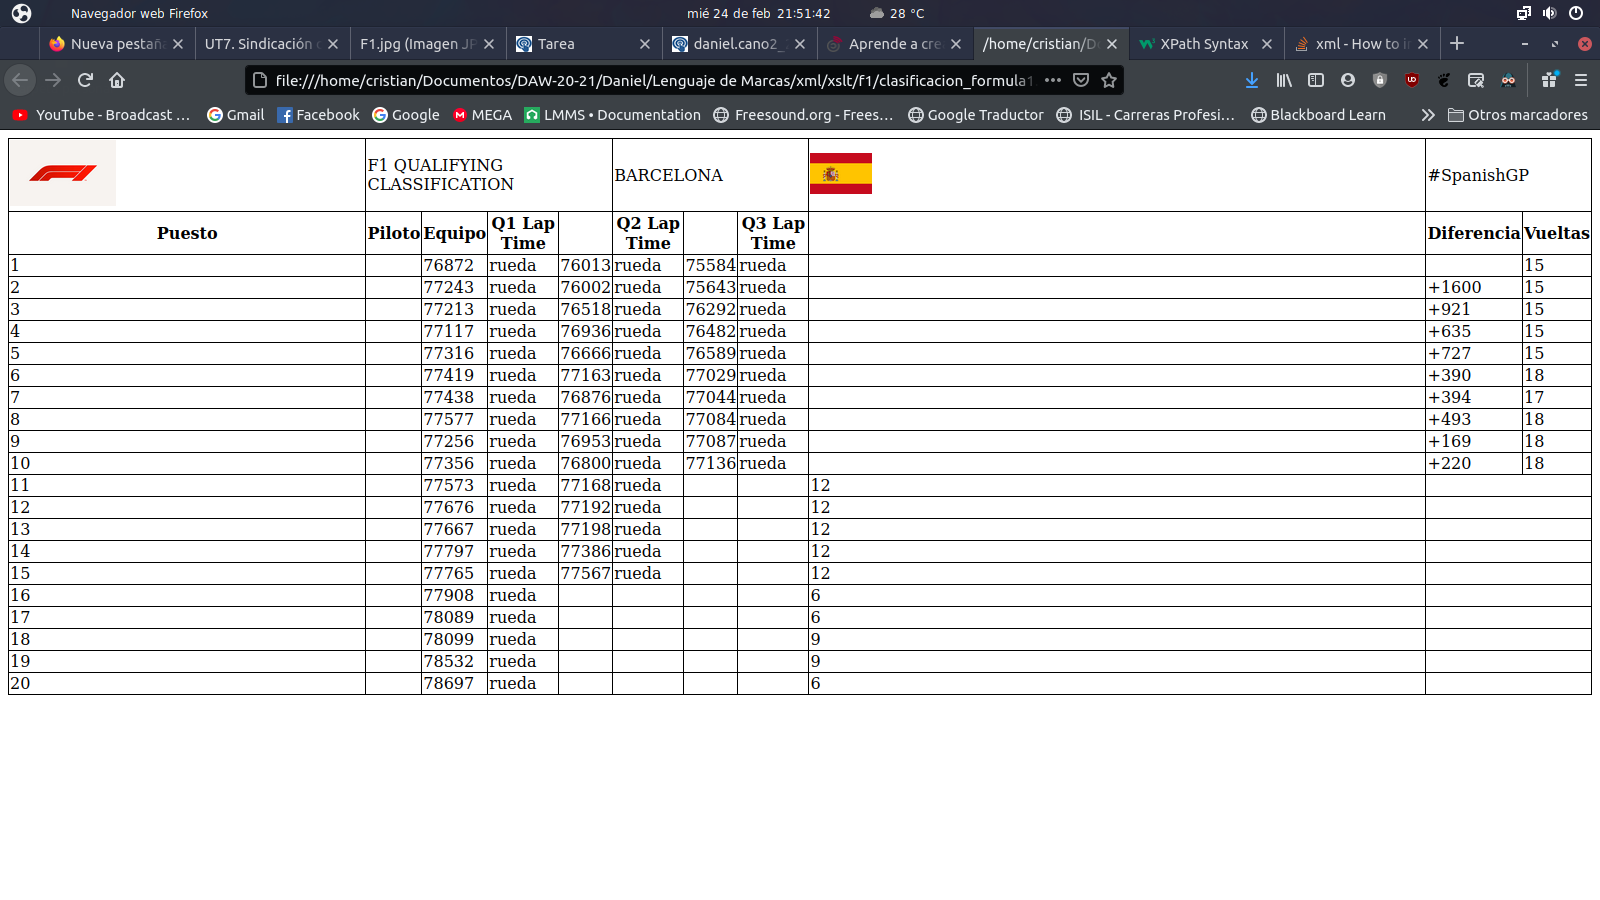 Navegador web Firefox mié 24 de feb 21:51:42 28 °C
Nueva pestaña UT7. Sindicación F1.jpg (Imagen JP Tarea daniel.cano2_ Aprende a cre /home/cristian/D XPath Syntax xml - How to i
file:///home/cristian/Documentos/DAW-20-21/Daniel/Lenguaje de Marcas/xml/xslt/f1/clasificacion_formula1
YouTube - Broadcast ... Gmail Facebook Google MEGA LMMS • Documentation Freesound.org - Frees... Google Traductor ISIL - Carreras Profesi... Blackboard Learn Otros marcadores
F1 QUALIFYING
CLASSIFICATION
BARCELONA
#SpanishGP
Puesto Piloto Equipo Q1 Lap Time Q2 Lap Time Q3 Lap Time Diferencia Vueltas
1 76872 rueda 76013 rueda 75584 rueda 15
2 77243 rueda 76002 rueda 75643 rueda +1600 15
3 77213 rueda 76518 rueda 76292 rueda +921 15
4 77117 rueda 76936 rueda 76482 rueda +635 15
5 77316 rueda 76666 rueda 76589 rueda +727 15
6 77419 rueda 77163 rueda 77029 rueda +390 18
7 77438 rueda 76876 rueda 77044 rueda +394 17
8 77577 rueda 77166 rueda 77084 rueda +493 18
9 77256 rueda 76953 rueda 77087 rueda +169 18
10 77356 rueda 76800 rueda 77136 rueda +220 18
11 77573 rueda 77168 rueda 12
12 77676 rueda 77192 rueda 12
13 77667 rueda 77198 rueda 12
14 77797 rueda 77386 rueda 12
15 77765 rueda 77567 rueda 12
16 77908 rueda 6
17 78089 rueda 6
18 78099 rueda 9
19 78532 rueda 9
20 78697 rueda 6